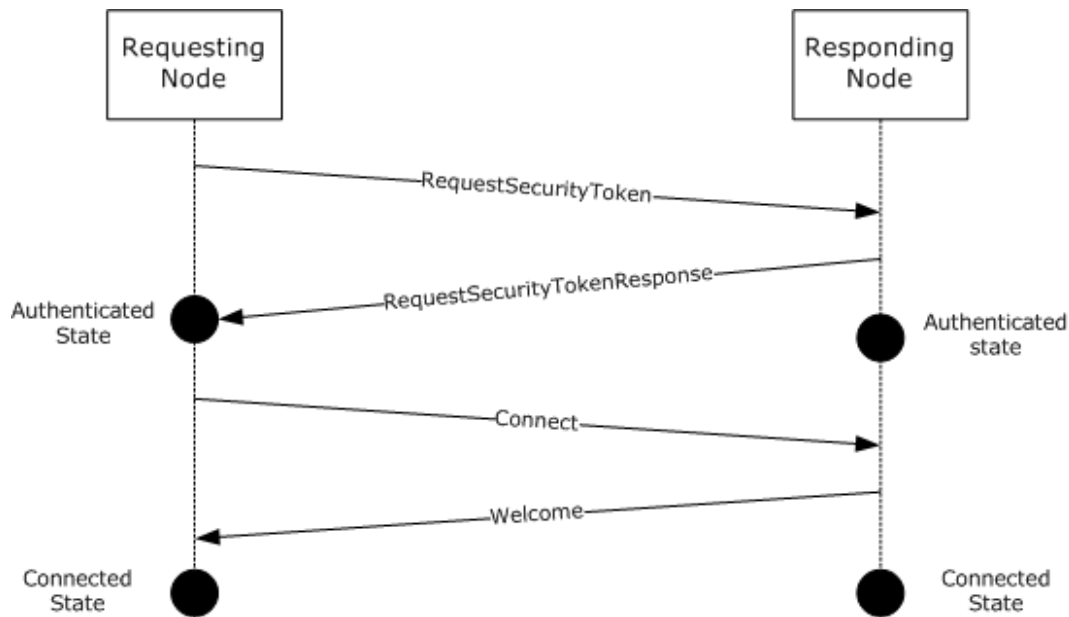 Requesting
Node
Responding
Node
RequestSecurityToken
RequestSecurityTokenResponse
Authenticated
State
Authenticated
state
Connect
Welcome
Connected
State
Connected
State